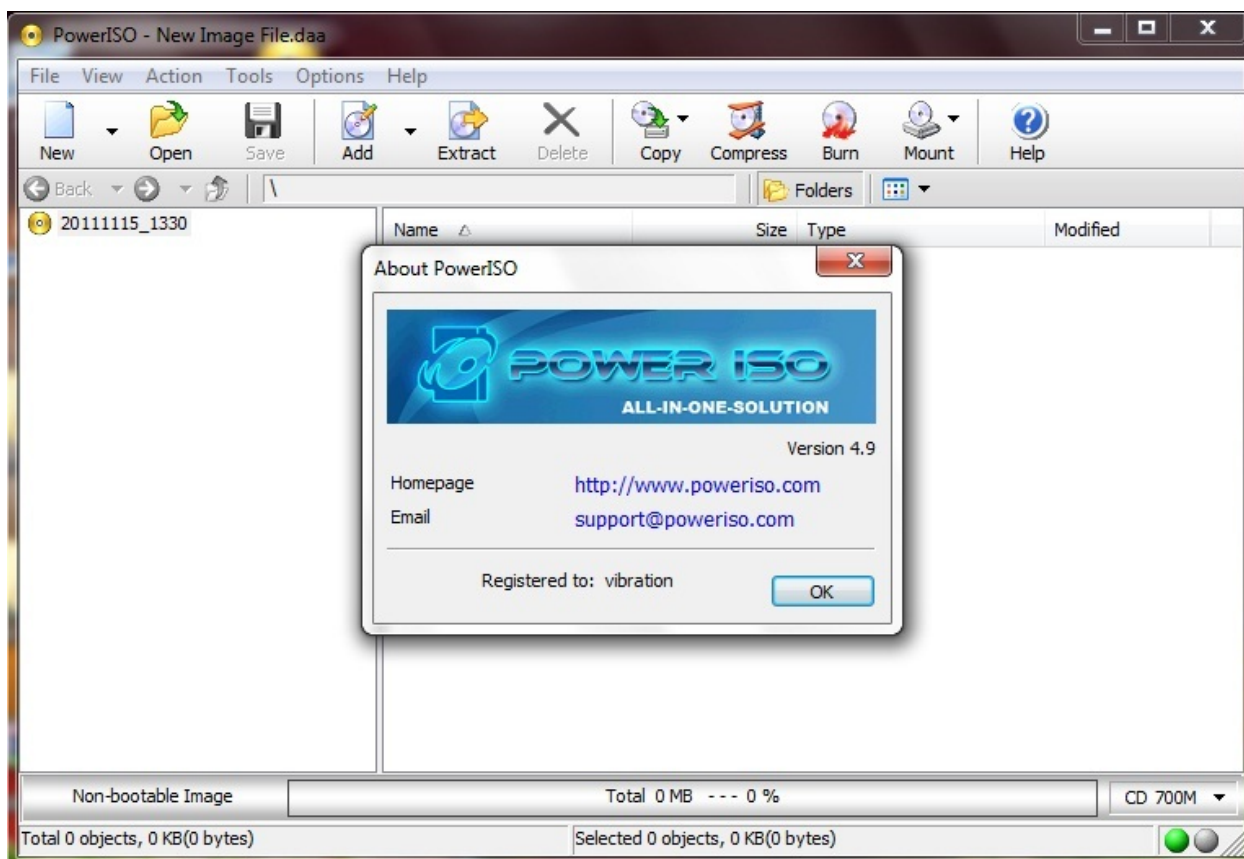 PowerISO - New Image File.daa
File View Action Tools Options Help
New Open Save Add Extract Delete Copy Compress Burn Mount Help
Back \ Folders
20111115_1330
Name Size Type Modified
About PowerISO
POWER ISO
ALL-IN-ONE-SOLUTION
Version 4.9
Homepage http://www.poweriso.com
Email support@poweriso.com
Registered to: vibration
OK
Non-bootable Image Total 0 MB --- 0 % CD 700M
Total 0 objects, 0 KB(0 bytes) Selected 0 objects, 0 KB(0 bytes)